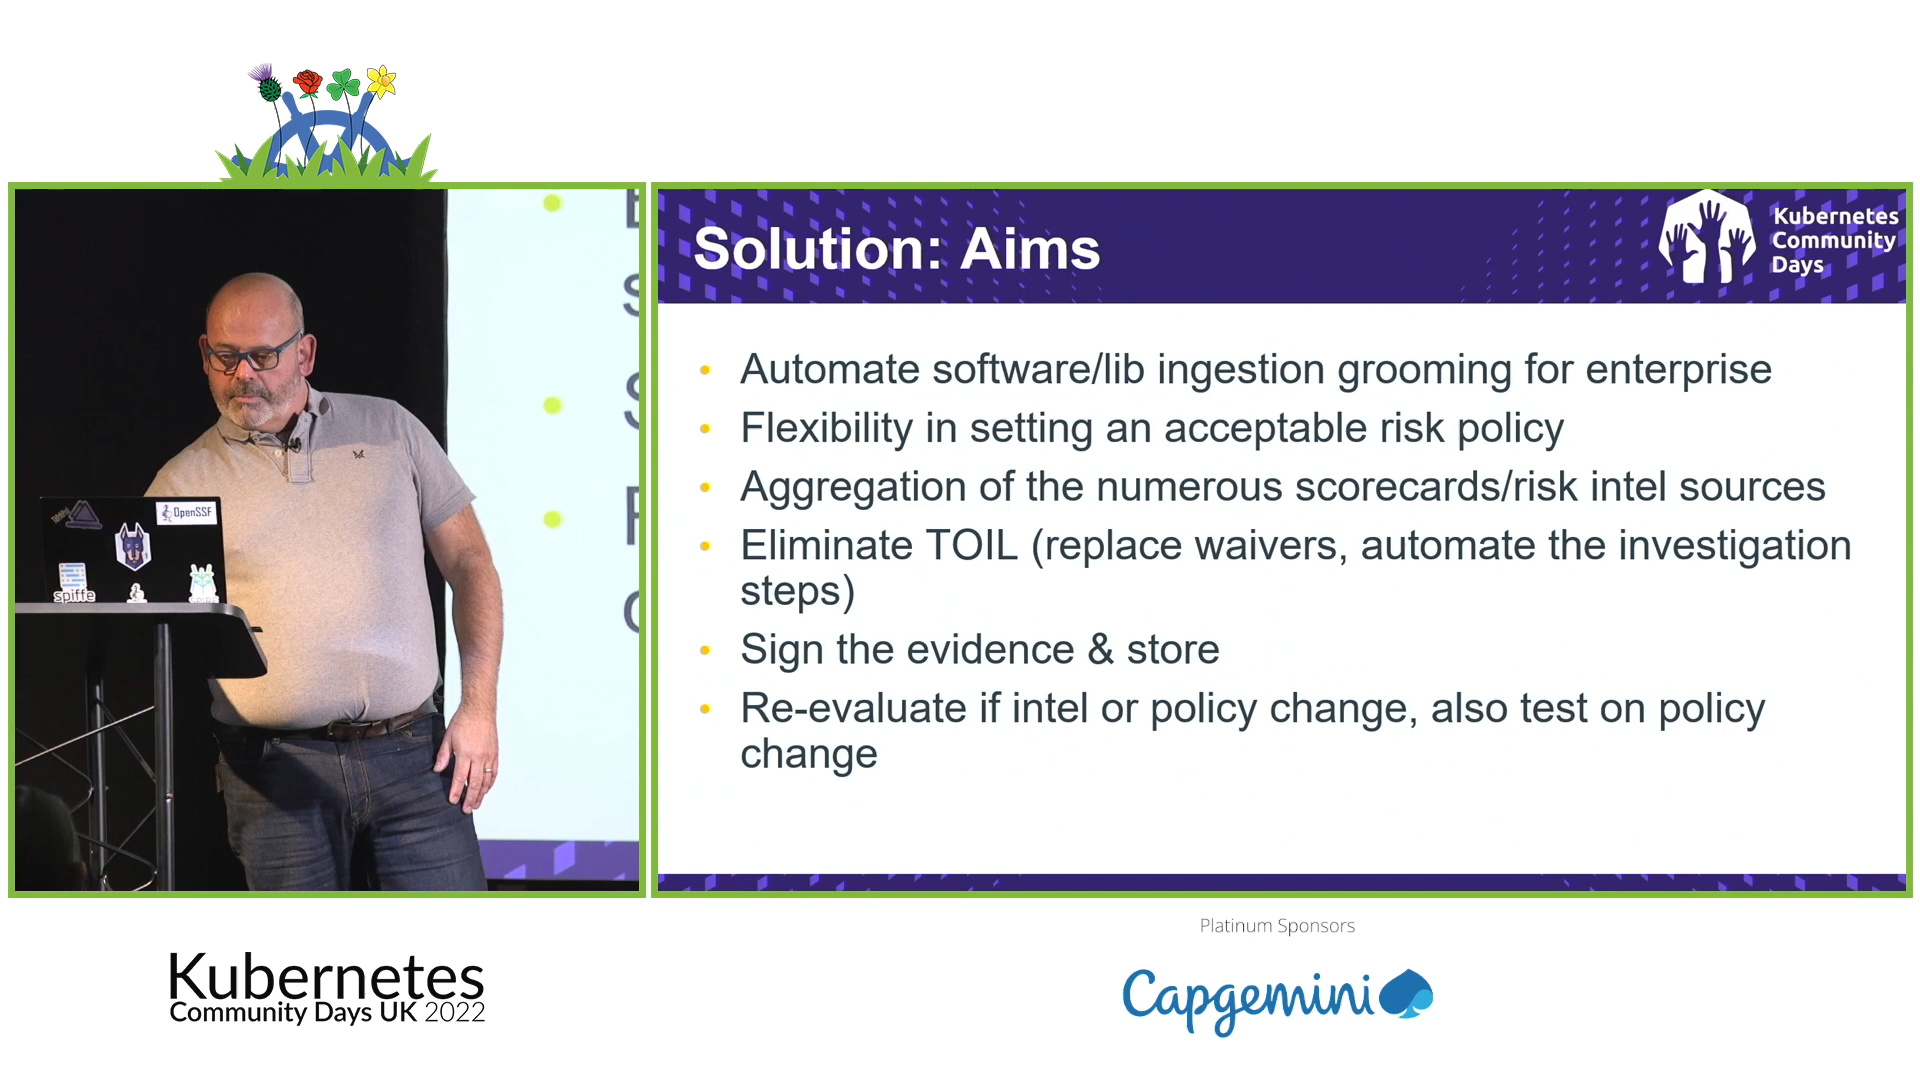 OpenSSF
spiffe
Solution: Aims
Kubernetes
Community
Days
• Automate software/lib ingestion grooming for enterprise
• Flexibility in setting an acceptable risk policy
• Aggregation of the numerous scorecards/risk intel sources
• Eliminate TOIL (replace waivers, automate the investigation
steps)
• Sign the evidence & store
• Re-evaluate if intel or policy change, also test on policy
change
Kubernetes
Community Days UK 2022
Platinum Sponsors
Capgemini